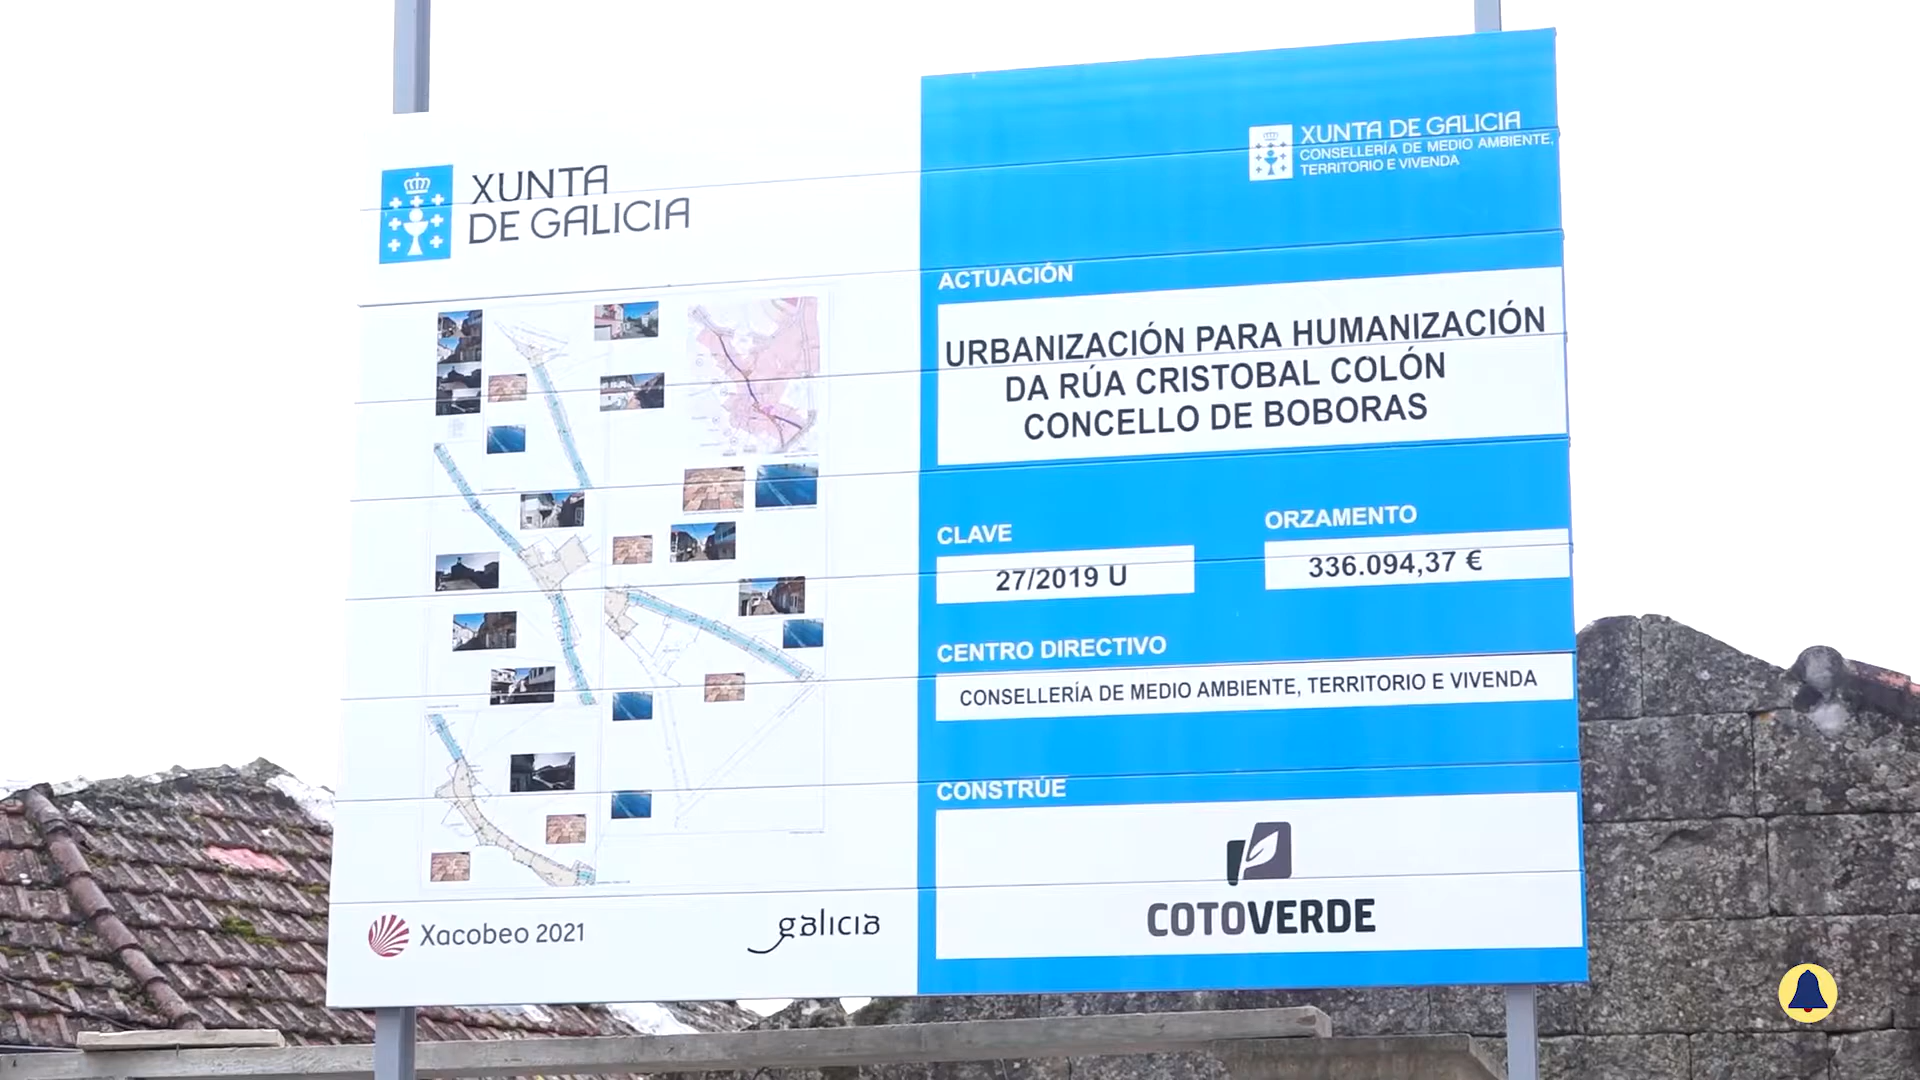 XUNTA
DE GALICIA
XUNTA DE GALICIA
CONSELLERÍA DE MEDIO AMBIENTE,
TERRITORIO E VIVENDA
ACTUACIÓN
URBANIZACIÓN PARA HUMANIZACIÓN
DA RÚA CRISTOBAL COLÓN
CONCELLO DE BOBORAS
CLAVE
27/2019 U
ORZAMENTO
336.094,37 €
CENTRO DIRECTIVO
CONSELLERÍA DE MEDIO AMBIENTE, TERRITORIO E VIVENDA
CONSTRÚE
COTOVERDE
Xacobeo 2021
galicia